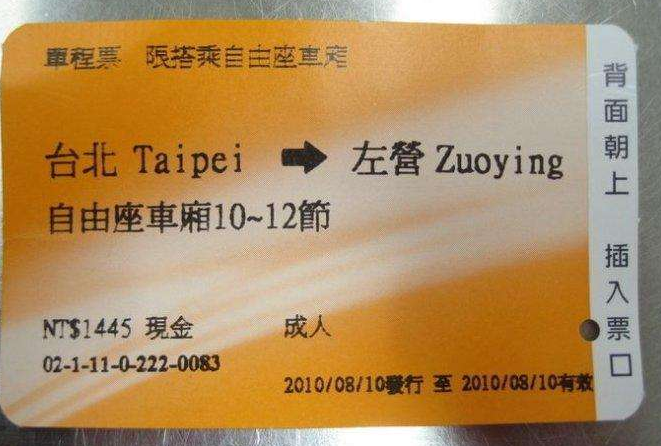 單程票 限搭乘自由座車廂
台北 Taipei ➡ 左營 Zuoying
自由座車廂10~12節
NT$1445 現金 成人
02-1-11-0-222-0083
2010/08/10發行 至 2010/08/10有效
背面朝上 插入票口